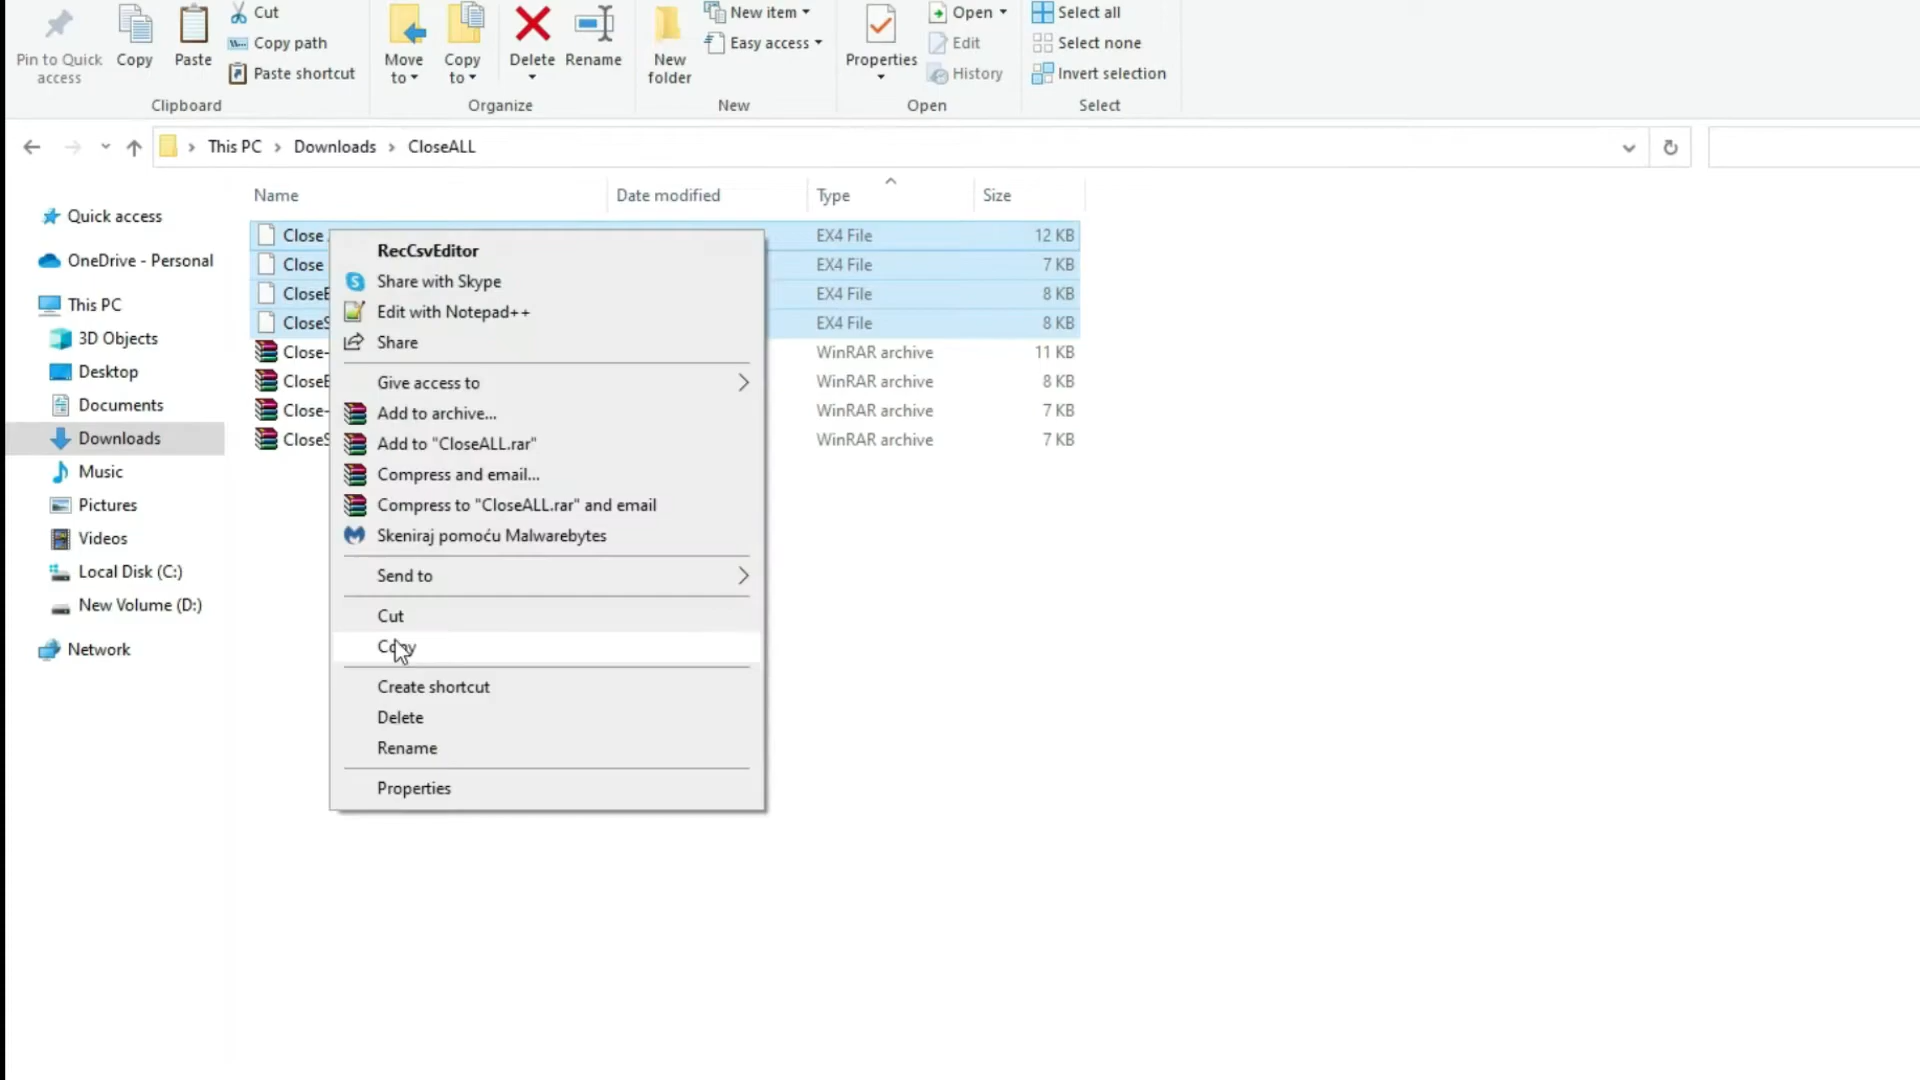 Pin to Quick access
Copy
Paste
Cut
Copy path
Paste shortcut
Clipboard
Move to
Copy to
Delete
Rename
Organize
New folder
New item
Easy access
New
Properties
Open
Edit
History
Open
Select all
Select none
Invert selection
Select
This PC > Downloads > CloseALL
Name Date modified Type Size
Quick access
OneDrive - Personal
This PC
3D Objects
Desktop
Documents
Downloads
Music
Pictures
Videos
Local Disk (C:)
New Volume (D:)
Network
Close EX4 File 12 KB
Close EX4 File 7 KB
CloseB EX4 File 8 KB
CloseS EX4 File 8 KB
Close- WinRAR archive 11 KB
CloseB WinRAR archive 8 KB
Close- WinRAR archive 7 KB
CloseS WinRAR archive 7 KB
RecCsvEditor
Share with Skype
Edit with Notepad++
Share
Give access to
Add to archive...
Add to "CloseALL.rar"
Compress and email...
Compress to "CloseALL.rar" and email
Skeniraj pomoću Malwarebytes
Send to
Cut
Copy
Create shortcut
Delete
Rename
Properties